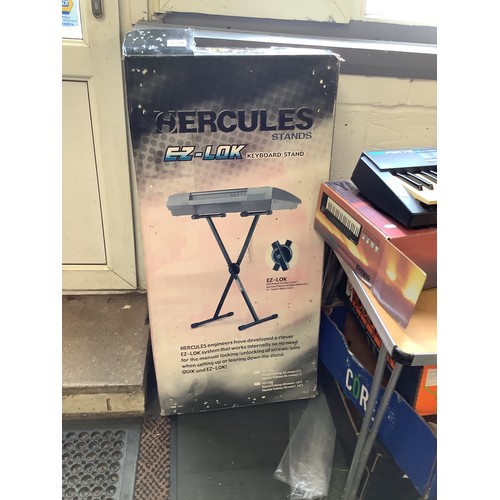 HERCULES
STANDS
EZ-LOK KEYBOARD STAND
EZ-LOK
HERCULES engineers have developed a clever
EZ-LOK system that works internally so no need
for the manual locking/unlocking of screws/pins
when setting up or tearing down the stand.
QUIK and EZ-LOK!
COR